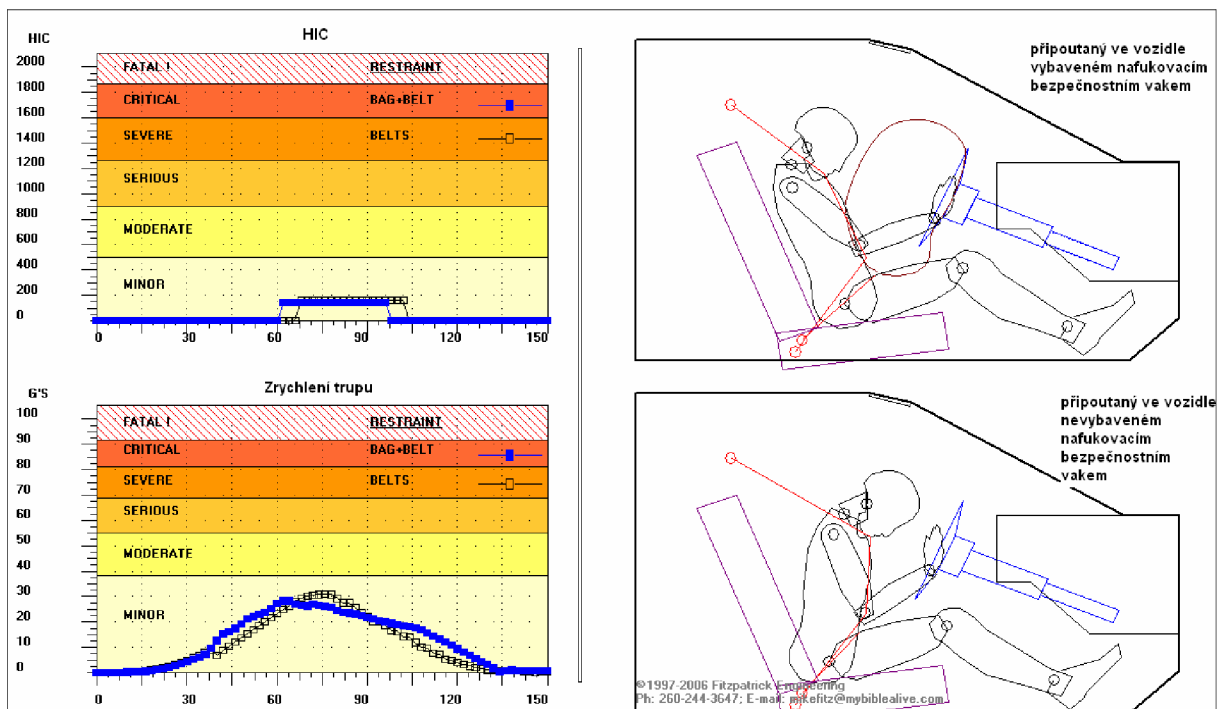 HIC
HIC
2000
1800
1600
1400
1200
1000
800
600
400
200
0
FATAL !
RESTRAINT
CRITICAL
BAG+BELT
SEVERE
BELTS
SERIOUS
MODERATE
MINOR
0 30 60 90 120 150
připoutaný ve vozidle
vybaveném nafukovacím
bezpečnostním vakem
G'S
Zrychlení trupu
100
90
80
70
60
50
40
30
20
10
0
FATAL !
RESTRAINT
CRITICAL
BAG+BELT
SEVERE
BELTS
SERIOUS
MODERATE
MINOR
0 30 60 90 120 150
připoutaný ve vozidle
nevybaveném
nafukovacím
bezpečnostním
vakem
©1997-2006 Fitzpatrick Engineering
Ph: 260-244-3647; E-mail: mikefitz@mybiblealive.com